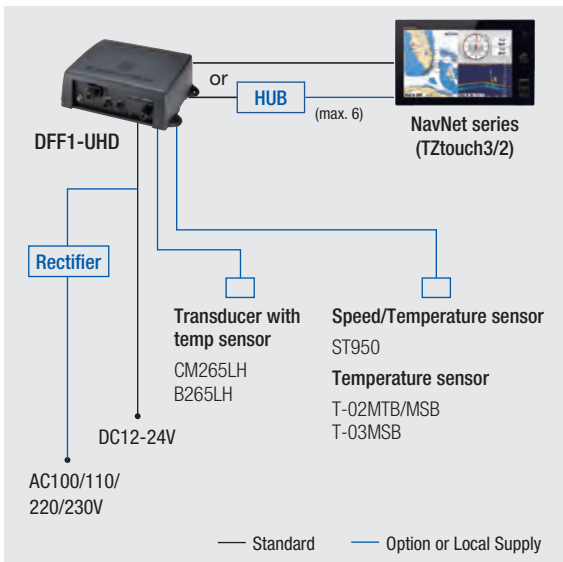 or
HUB
(max. 6)
DFF1-UHD
NavNet series
(TZtouch3/2)
Rectifier
Transducer with
temp sensor
CM265LH
B265LH
Speed/Temperature sensor
ST950
Temperature sensor
T-02MTB/MSB
T-03MSB
DC12-24V
AC100/110/
220/230V
Standard
Option or Local Supply